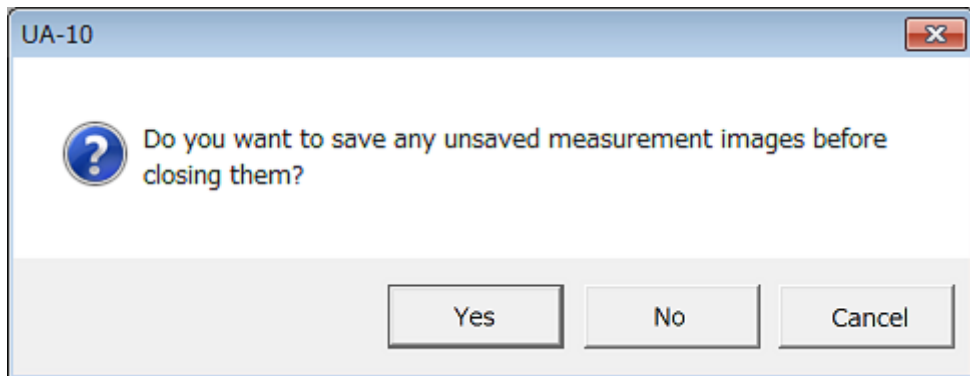 UA-10
Do you want to save any unsaved measurement images before
closing them?
Yes No Cancel